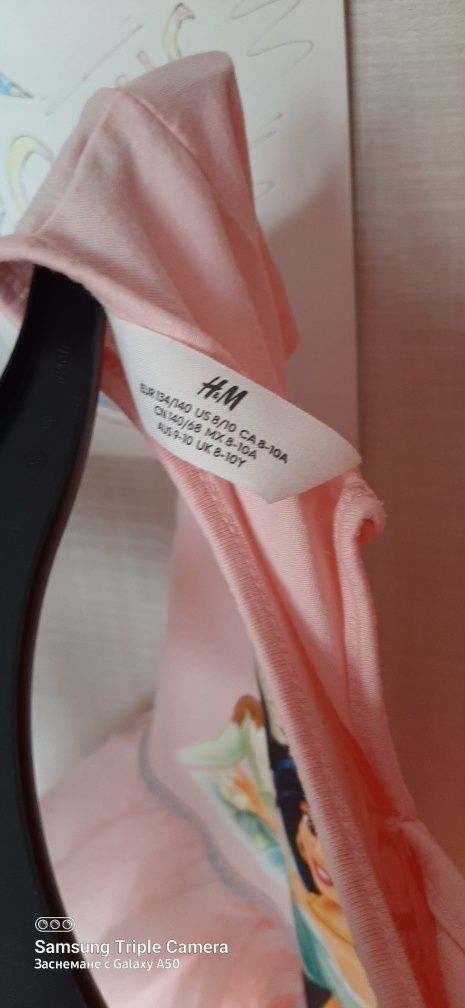 H&M
EUR 134/140 US 8/10 CA 8-10A
CN 140/68 MX 8-10A
AUS 9-10 UK 8-10Y
Samsung Triple Camera
Заснемане с Galaxy A50